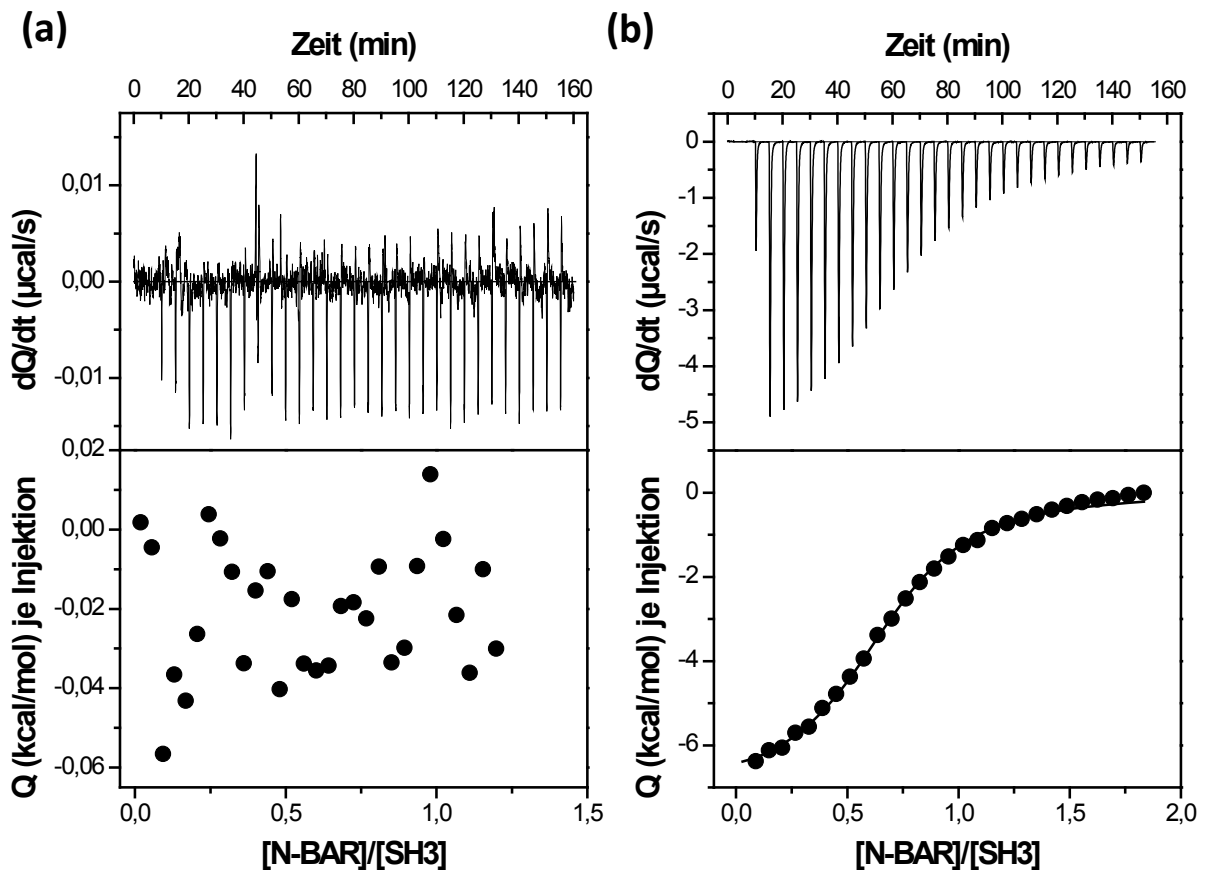 (a)
Zeit (min)
0 20 40 60 80 100 120 140 160
0,01
0.00
-0,01
0,02
dQ/dt (µcal/s)
0,00
-0,02
-0,04
-0,06
Q (kcal/mol) je Injektion
0,0 0,5 1,0 1,5
[N-BAR]/[SH3]
(b)
Zeit (min)
0 20 40 60 80 100 120 140 160
0
-1
-2
-3
-4
-5
dQ/dt (µcal/s)
0
-2
-4
-6
Q (kcal/mol) je Injektion
0,0 0,5 1,0 1,5 2,0
[N-BAR]/[SH3]